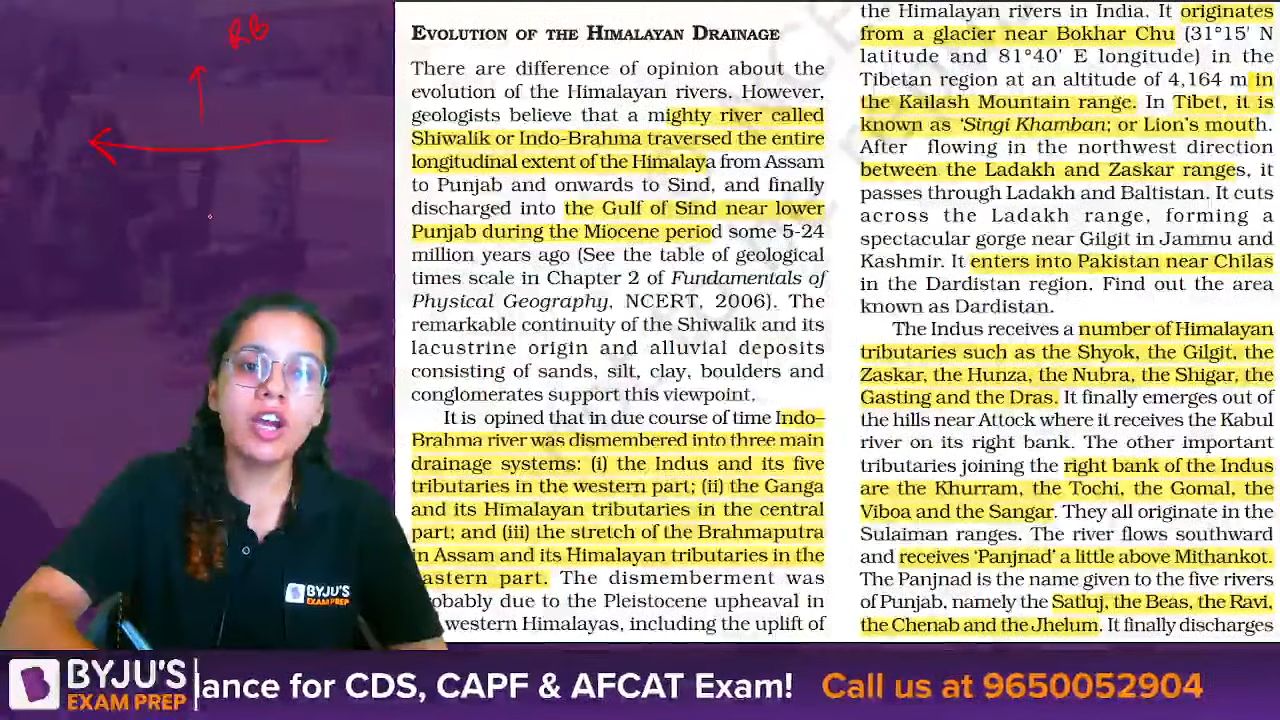 RB
EVOLUTION OF THE HIMALAYAN DRAINAGE
There are difference of opinion about the
evolution of the Himalayan rivers. However,
geologists believe that a mighty river called
Shiwalik or Indo-Brahma traversed the entire
longitudinal extent of the Himalaya from Assam
to Punjab and onwards to Sind, and finally
discharged into the Gulf of Sind near lower
Punjab during the Miocene period some 5-24
million years ago (See the table of geological
times scale in Chapter 2 of Fundamentals of
Physical Geography, NCERT, 2006). The
remarkable continuity of the Shiwalik and its
lacustrine origin and alluvial deposits
consisting of sands, silt, clay, boulders and
conglomerates support this viewpoint.
It is opined that in due course of time Indo–
Brahma river was dismembered into three main
drainage systems: (i) the Indus and its five
tributaries in the western part; (ii) the Ganga
and its Himalayan tributaries in the central
part; and (iii) the stretch of the Brahmaputra
in Assam and its Himalayan tributaries in the
astern part. The dismemberment was
obably due to the Pleistocene upheaval in
western Himalayas, including the uplift of
the Himalayan rivers in India. It originates
from a glacier near Bokhar Chu (31°15' N
latitude and 81°40' E longitude) in the
Tibetan region at an altitude of 4,164 m in
the Kailash Mountain range. In Tibet, it is
known as 'Singi Khamban; or Lion's mouth.
After flowing in the northwest direction
between the Ladakh and Zaskar ranges, it
passes through Ladakh and Baltistan. It cuts
across the Ladakh range, forming a
spectacular gorge near Gilgit in Jammu and
Kashmir. It enters into Pakistan near Chilas
in the Dardistan region. Find out the area
known as Dardistan.
The Indus receives a number of Himalayan
tributaries such as the Shyok, the Gilgit, the
Zaskar, the Hunza, the Nubra, the Shigar, the
Gasting and the Dras. It finally emerges out of
the hills near Attock where it receives the Kabul
river on its right bank. The other important
tributaries joining the right bank of the Indus
are the Khurram, the Tochi, the Gomal, the
Viboa and the Sangar. They all originate in the
Sulaiman ranges. The river flows southward
and receives 'Panjnad' a little above Mithankot.
The Panjnad is the name given to the five rivers
of Punjab, namely the Satluj, the Beas, the Ravi,
the Chenab and the Jhelum. It finally discharges
BYJU'S
EXAM PREP
BYJU'S
EXAM PREP
lance for CDS, CAPF & AFCAT Exam! Call us at 9650052904